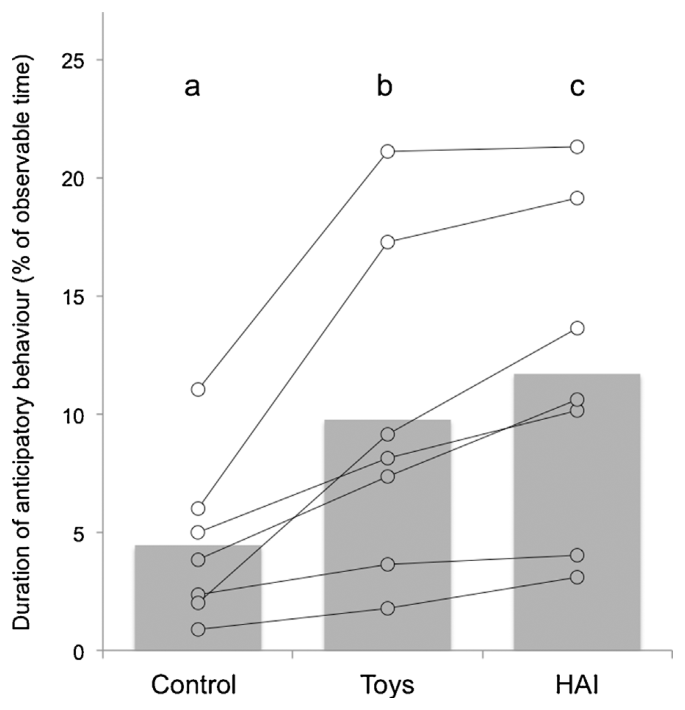 Duration of anticipatory behaviour (% of observable time)
25
20
15
10
5
0
a b c
Control Toys HAI